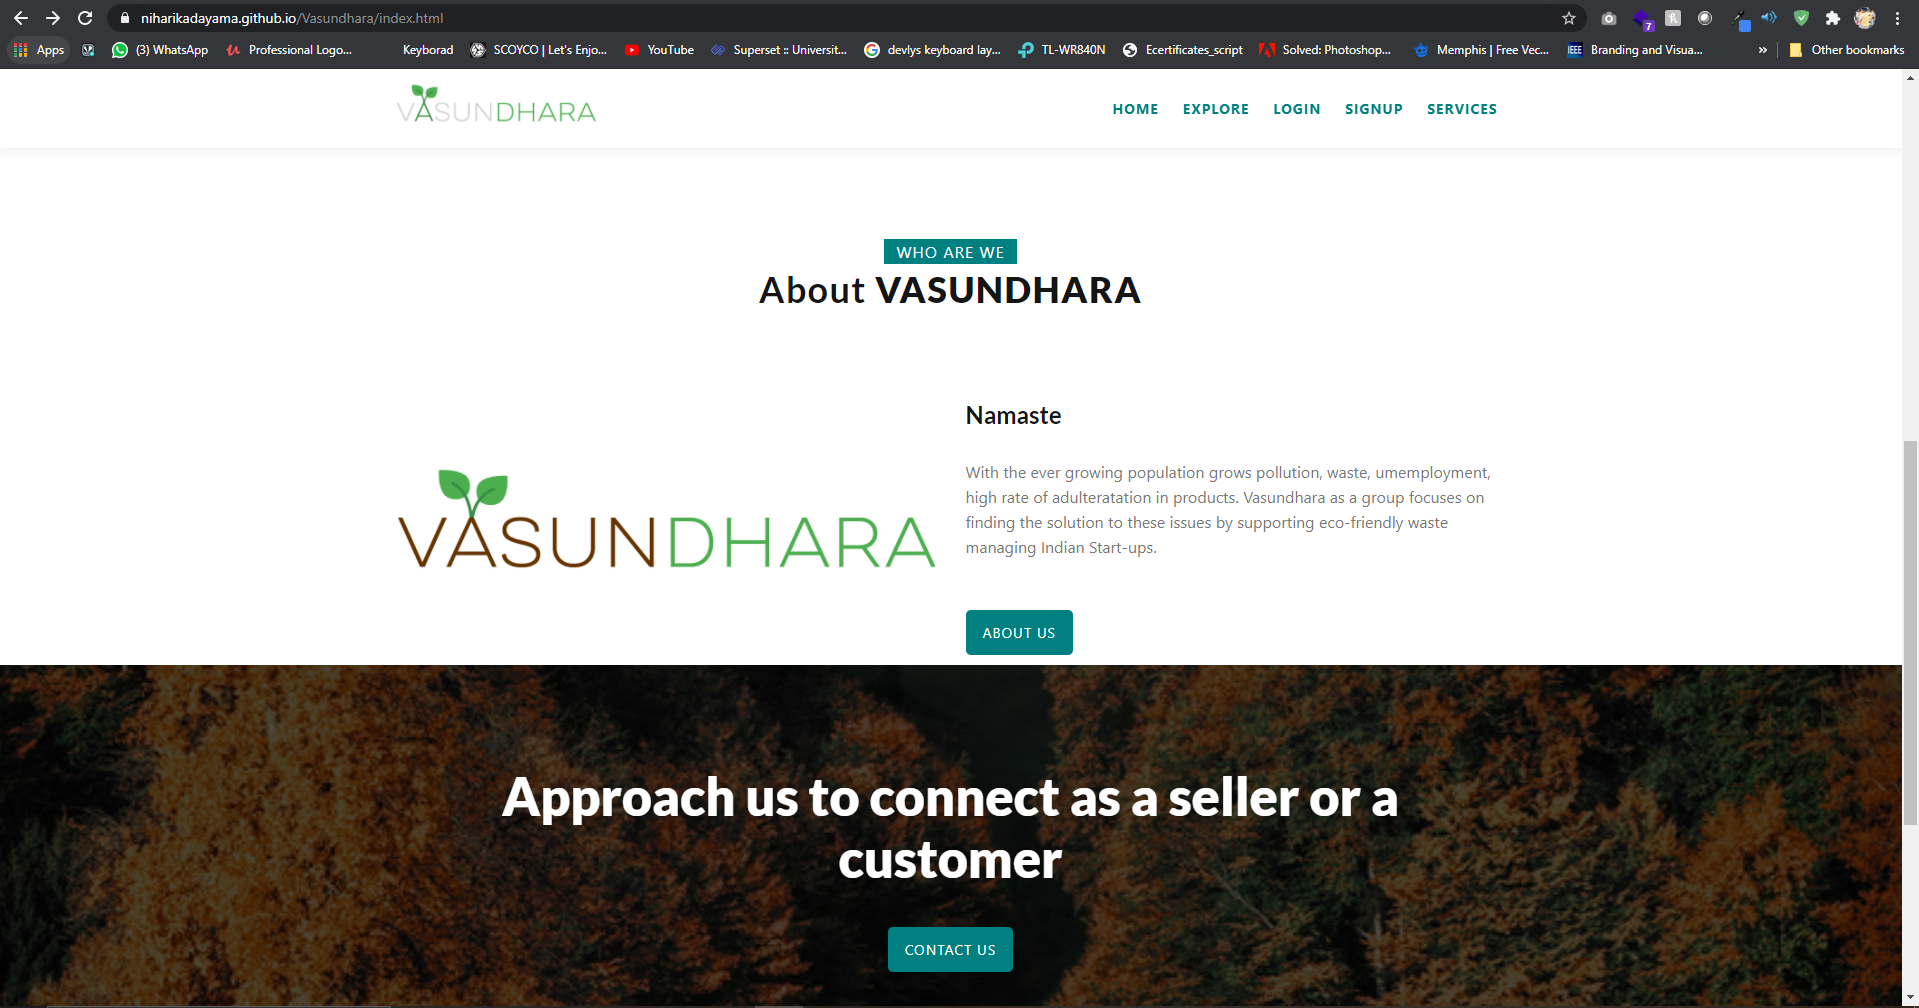 niharikadayama.github.io/Vasundhara/index.html
7
Apps
(3) WhatsApp
Professional Logo...
Keyborad
SCOYCO | Let's Enjo...
YouTube
Superset :: Universit...
devlys keyboard lay...
TL-WR840N
Ecertificates_script
Solved: Photoshop...
Memphis | Free Vec...
IEEE
Branding and Visua...
»
Other bookmarks
VASUNDHARA
HOME
EXPLORE
LOGIN
SIGNUP
SERVICES
WHO ARE WE
About VASUNDHARA
VASUNDHARA
Namaste
With the ever growing population grows pollution, waste, umemployment,
high rate of adulteratation in products. Vasundhara as a group focuses on
finding the solution to these issues by supporting eco-friendly waste
managing Indian Start-ups.
ABOUT US
Approach us to connect as a seller or a
customer
CONTACT US